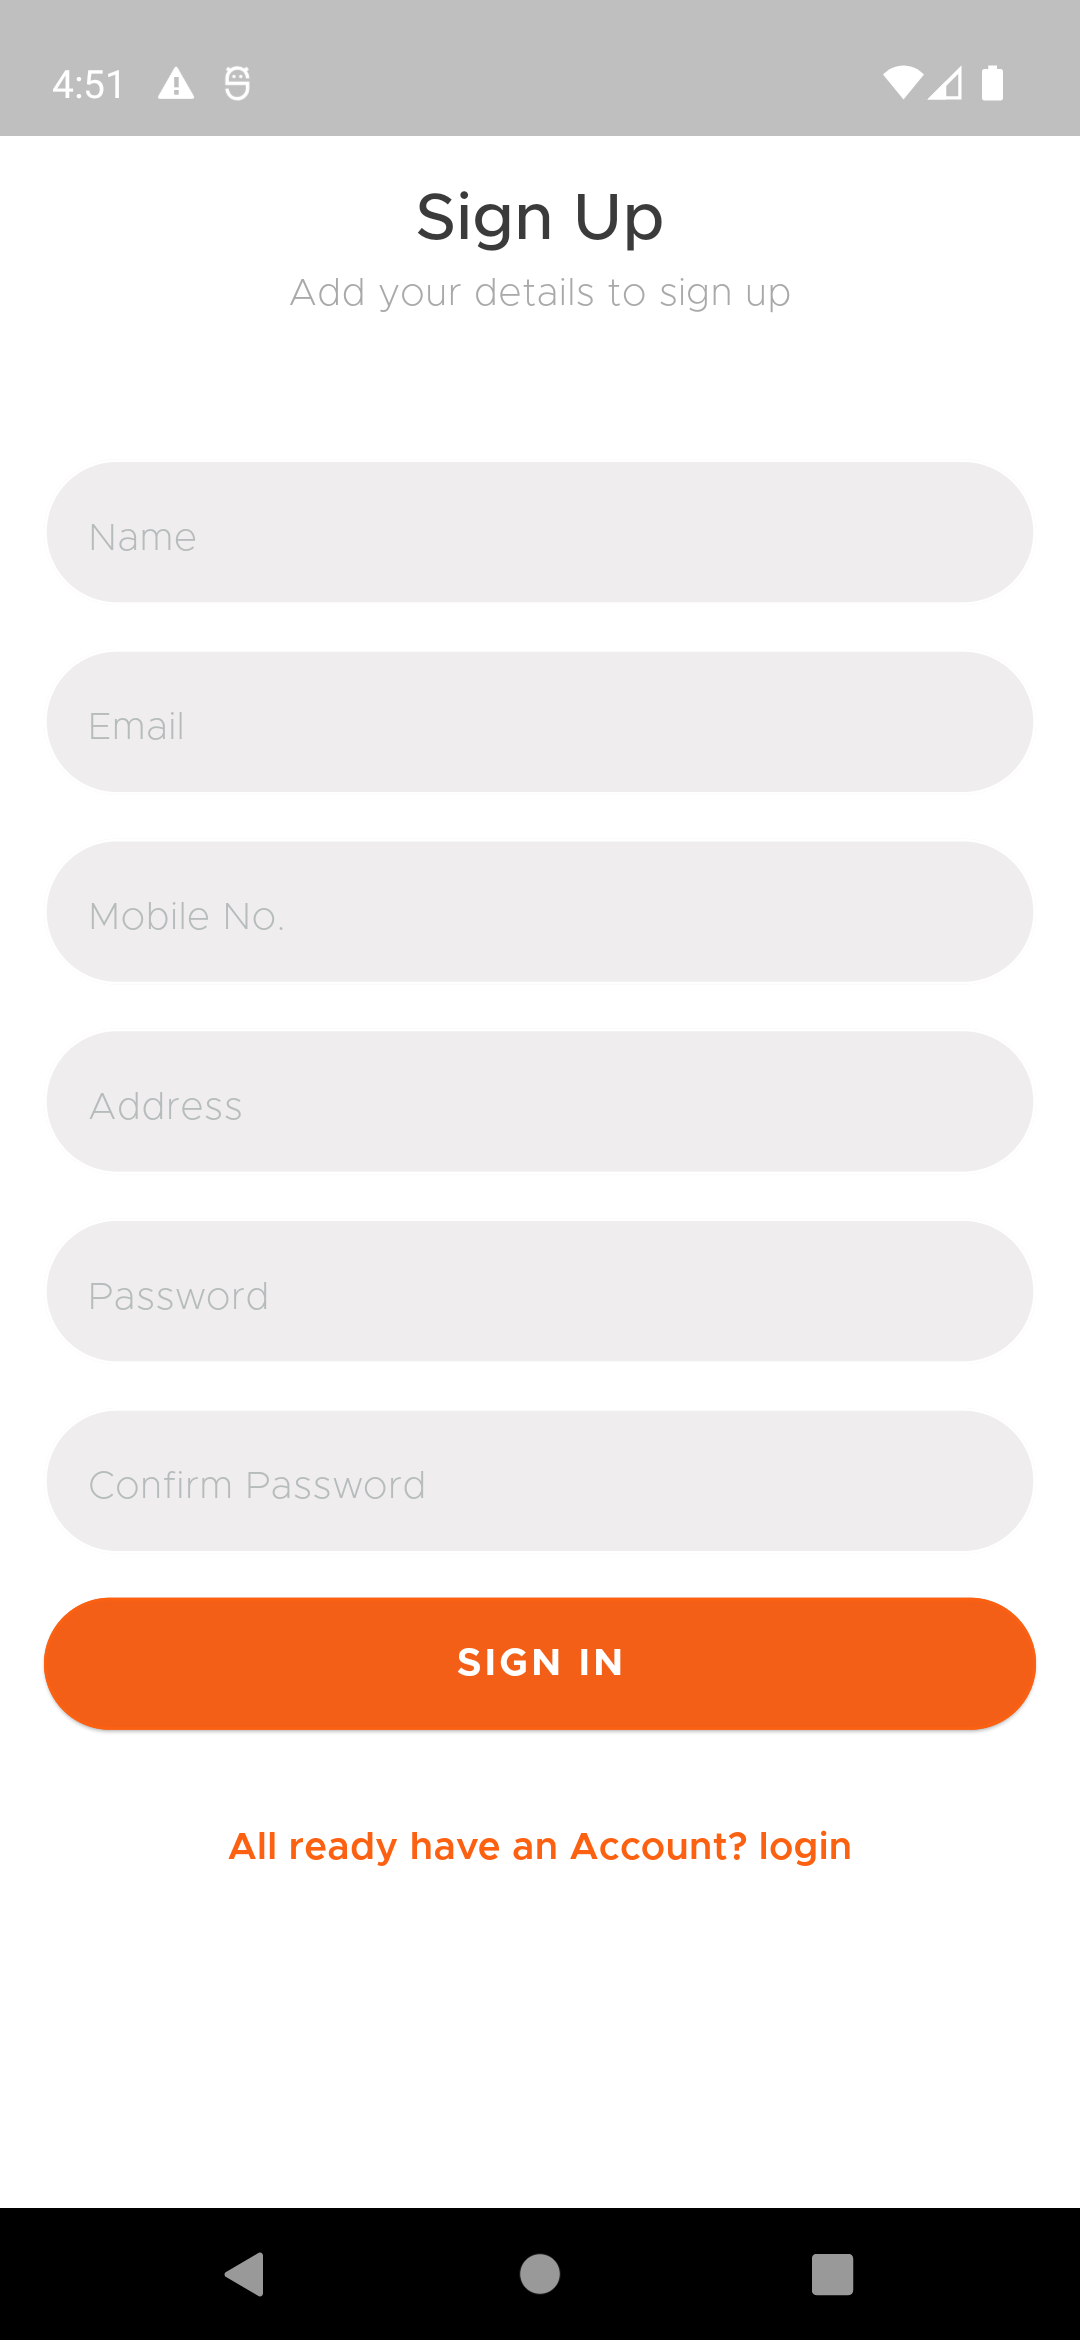 4:51
Sign Up
Add your details to sign up
Name
Email
Mobile No.
Address
Password
Confirm Password
SIGN IN
All ready have an Account? login